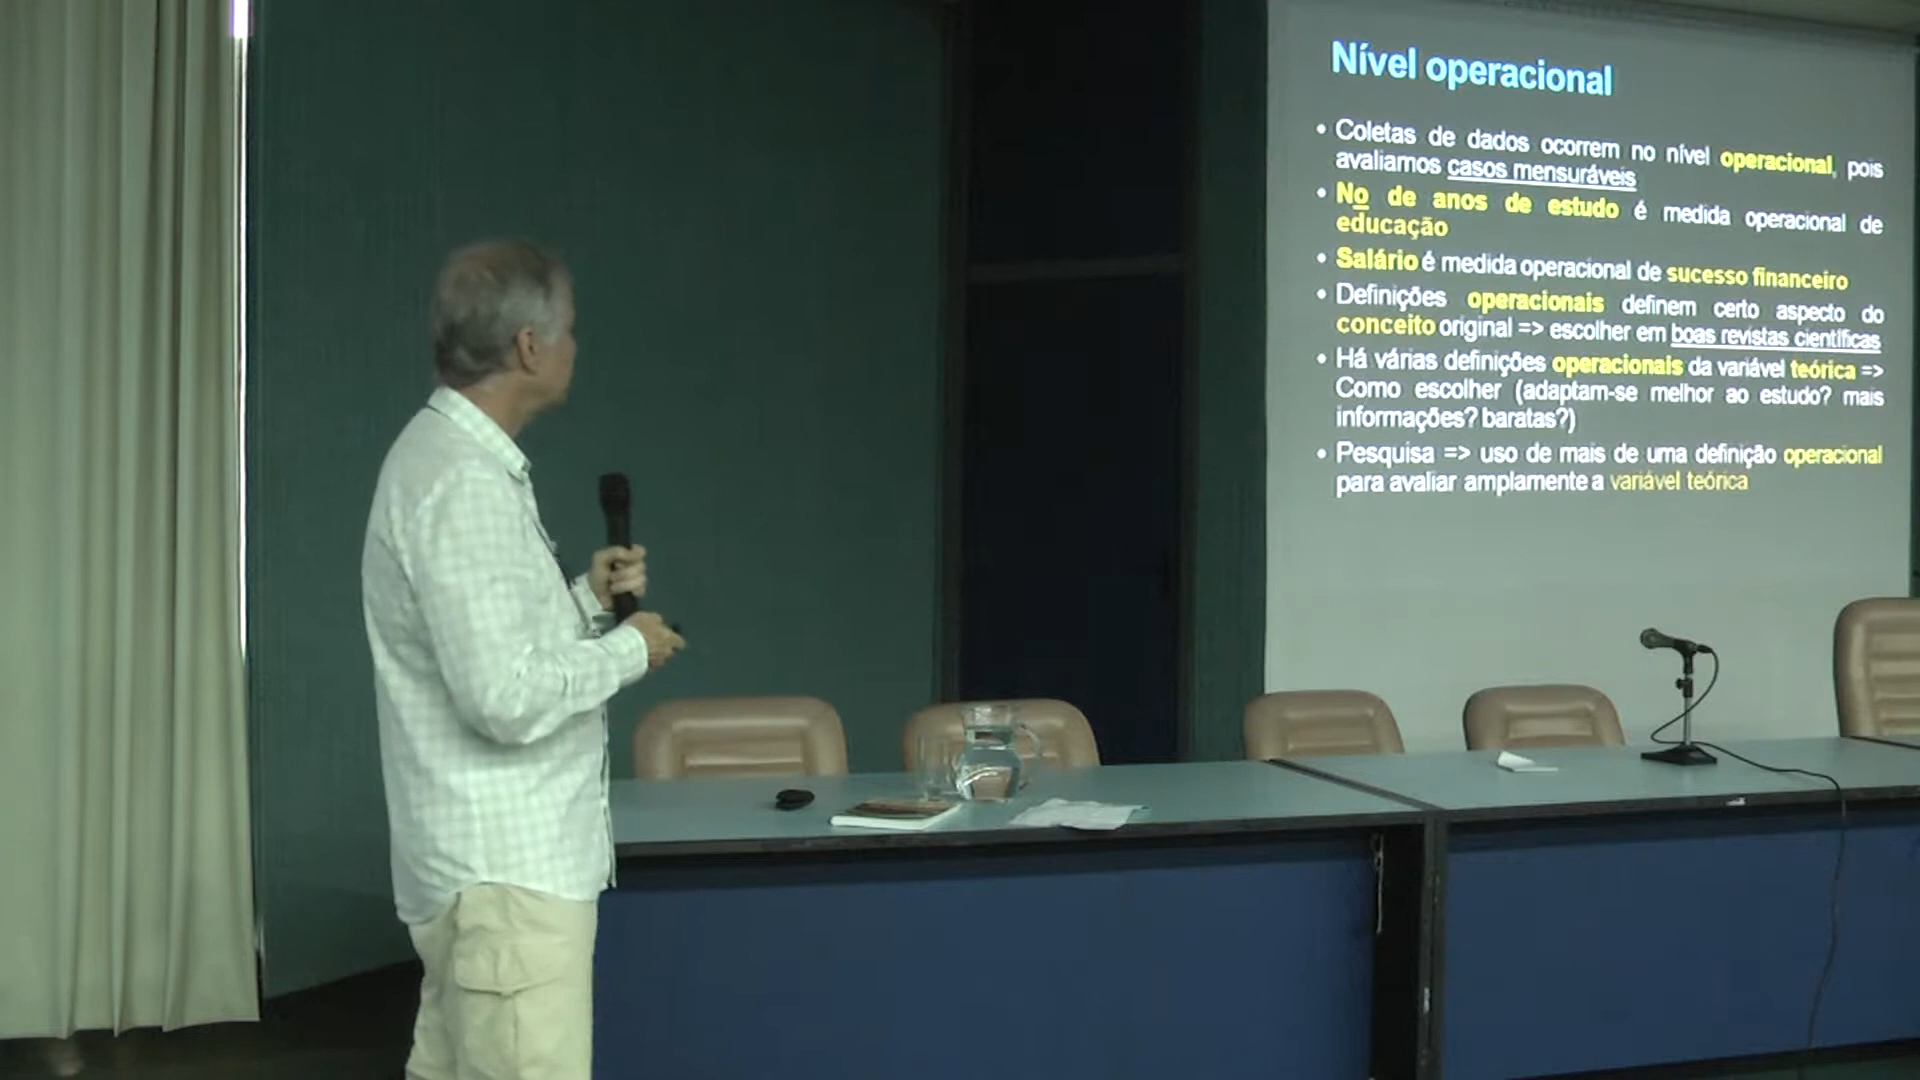 Nível operacional
• Coletas de dados ocorrem no nível operacional, pois
avaliamos casos mensuráveis
• No de anos de estudo é medida operacional de
educação
• Salário é medida operacional de sucesso financeiro
• Definições operacionais definem certo aspecto do
conceito original => escolher em boas revistas científicas
• Há várias definições operacionais da variável teórica =>
Como escolher (adaptam-se melhor ao estudo? mais
informações? baratas?)
• Pesquisa => uso de mais de uma definição operacional
para avaliar amplamente a variável teórica